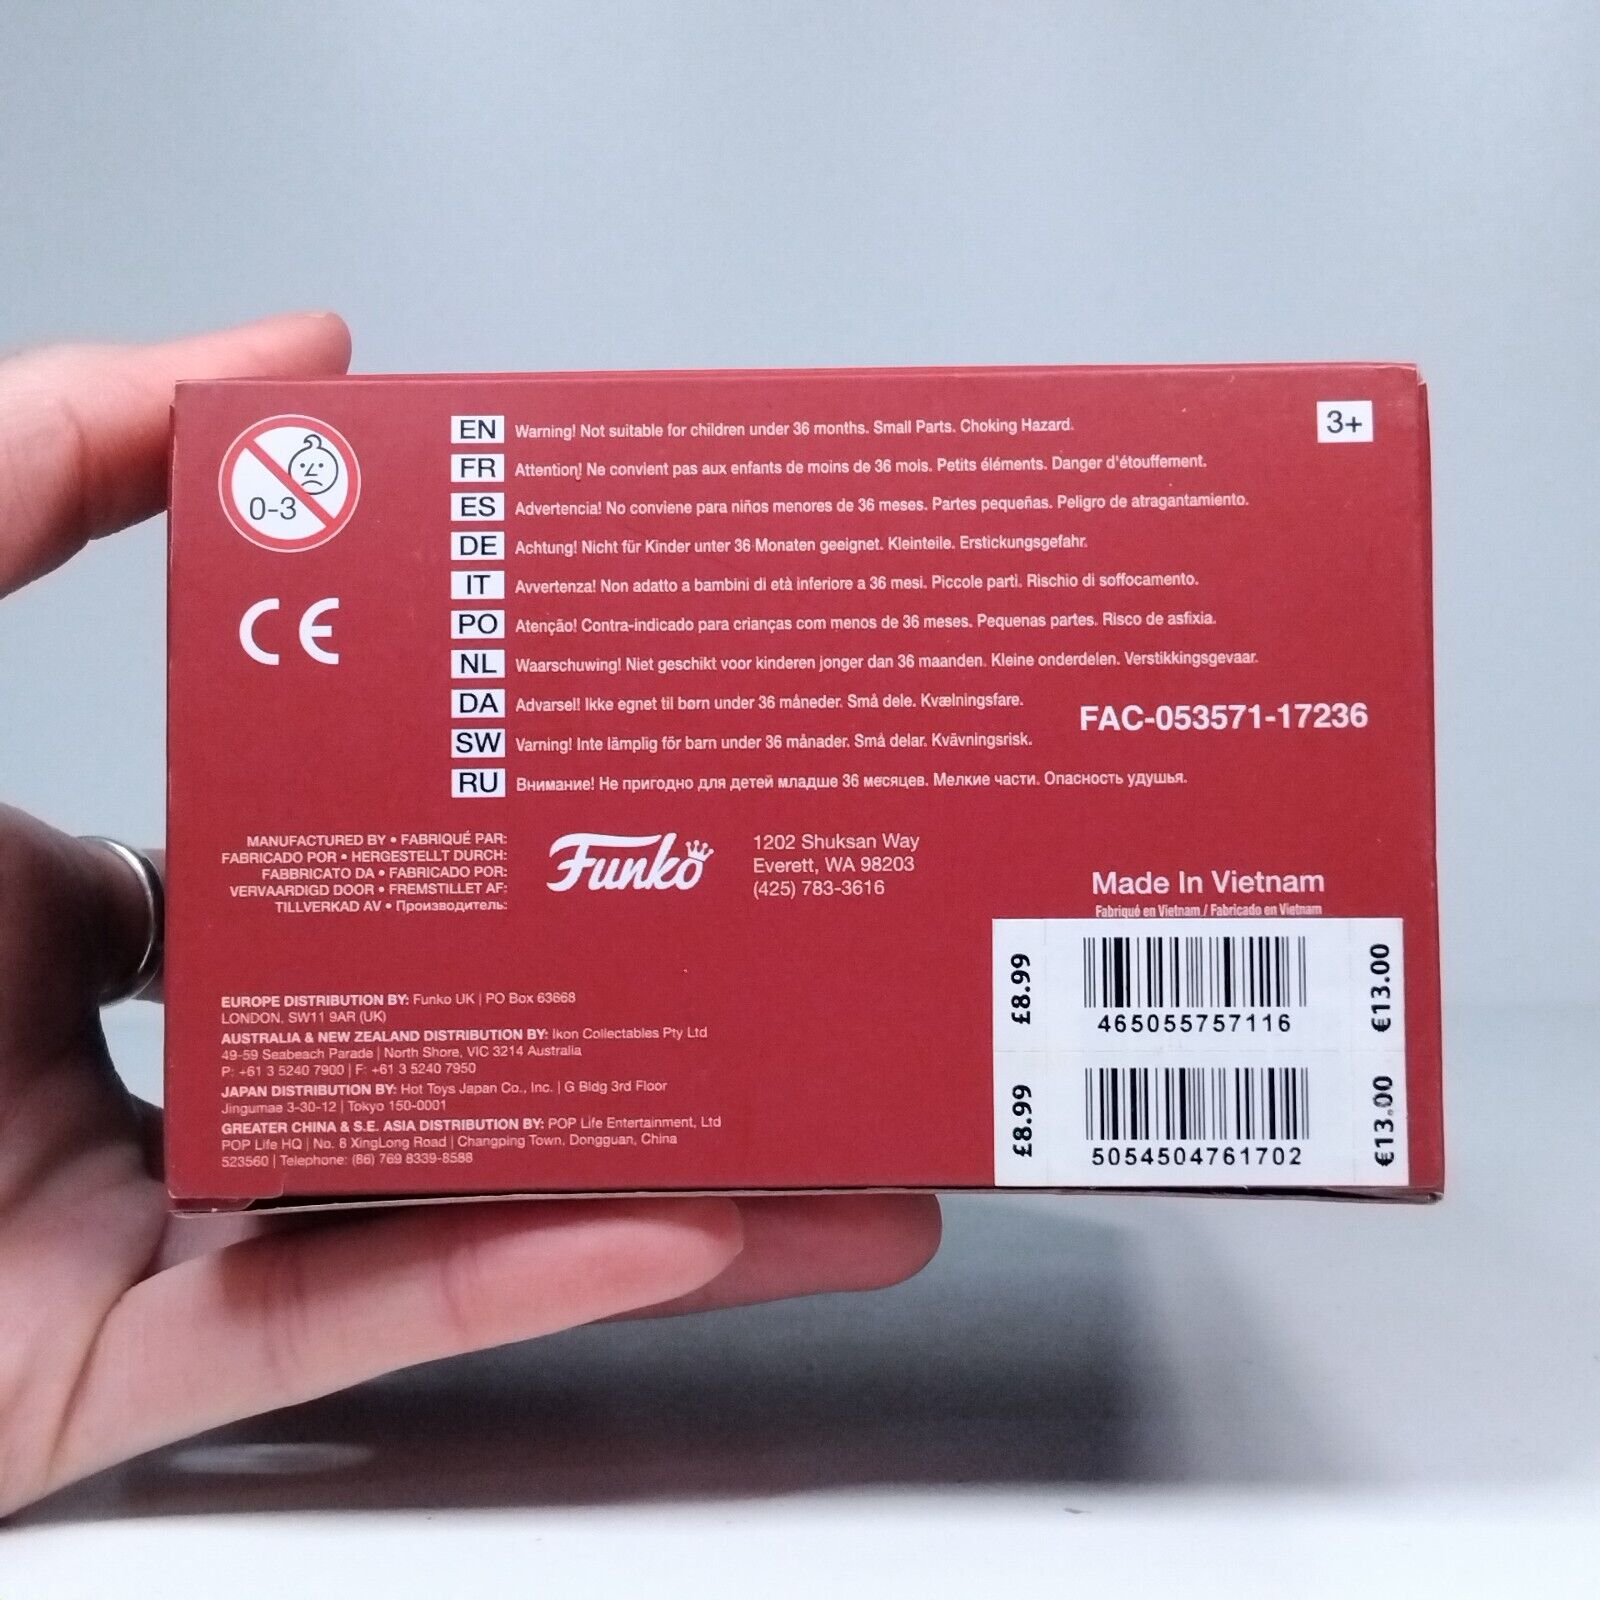 0-3
3+
EN Warning! Not suitable for children under 36 months. Small Parts. Choking Hazard.
FR Attention! Ne convient pas aux enfants de moins de 36 mois. Petits éléments. Danger d'étouffement.
ES Advertencia! No conviene para niños menores de 36 meses. Partes pequeñas. Peligro de atragantamiento.
DE Achtung! Nicht für Kinder unter 36 Monaten geeignet. Kleinteile. Erstickungsgefahr.
IT Avvertenza! Non adatto a bambini di età inferiore a 36 mesi. Piccole parti. Rischio di soffocamento.
PO Atenção! Contra-indicado para crianças com menos de 36 meses. Pequenas partes. Risco de asfixia.
NL Waarschuwing! Niet geschikt voor kinderen jonger dan 36 maanden. Kleine onderdelen. Verstikkingsgevaar.
DA Advarsel! Ikke egnet til børn under 36 måneder. Små dele. Kvælningsfare.
SW Varning! Inte lämplig för barn under 36 månader. Små delar. Kvävningsrisk.
RU Внимание! Не пригодно для детей младше 36 месяцев. Мелкие части. Опасность удушья.
CE
FAC-053571-17236
MANUFACTURED BY • FABRIQUÉ PAR:
FABRICADO POR • HERGESTELLT DURCH:
FABBRICATO DA • FABRICADO POR:
VERVAARDIGD DOOR • FREMSTILLET AF:
TILLVERKAD AV • Производитель:
Funko
1202 Shuksan Way
Everett, WA 98203
(425) 783-3616
Made In Vietnam
Fabriqué en Vietnam / Fabricado en Vietnam
EUROPE DISTRIBUTION BY: Funko UK | PO Box 63668
LONDON, SW11 9AR (UK)
AUSTRALIA & NEW ZEALAND DISTRIBUTION BY: Ikon Collectables Pty Ltd
49-59 Seabeach Parade | North Shore, VIC 3214 Australia
P: +61 3 5240 7900 | F: +61 3 5240 7950
JAPAN DISTRIBUTION BY: Hot Toys Japan Co., Inc. | G Bldg 3rd Floor
Jingumae 3-30-12 | Tokyo 150-0001
GREATER CHINA & S.E. ASIA DISTRIBUTION BY: POP Life Entertainment, Ltd
POP Life HQ | No. 8 XingLong Road | Changping Town, Dongguan, China
523560 | Telephone: (86) 769 8339-8588
£8.99
465055757116
€13.00
£8.99
5054504761702
€13.00